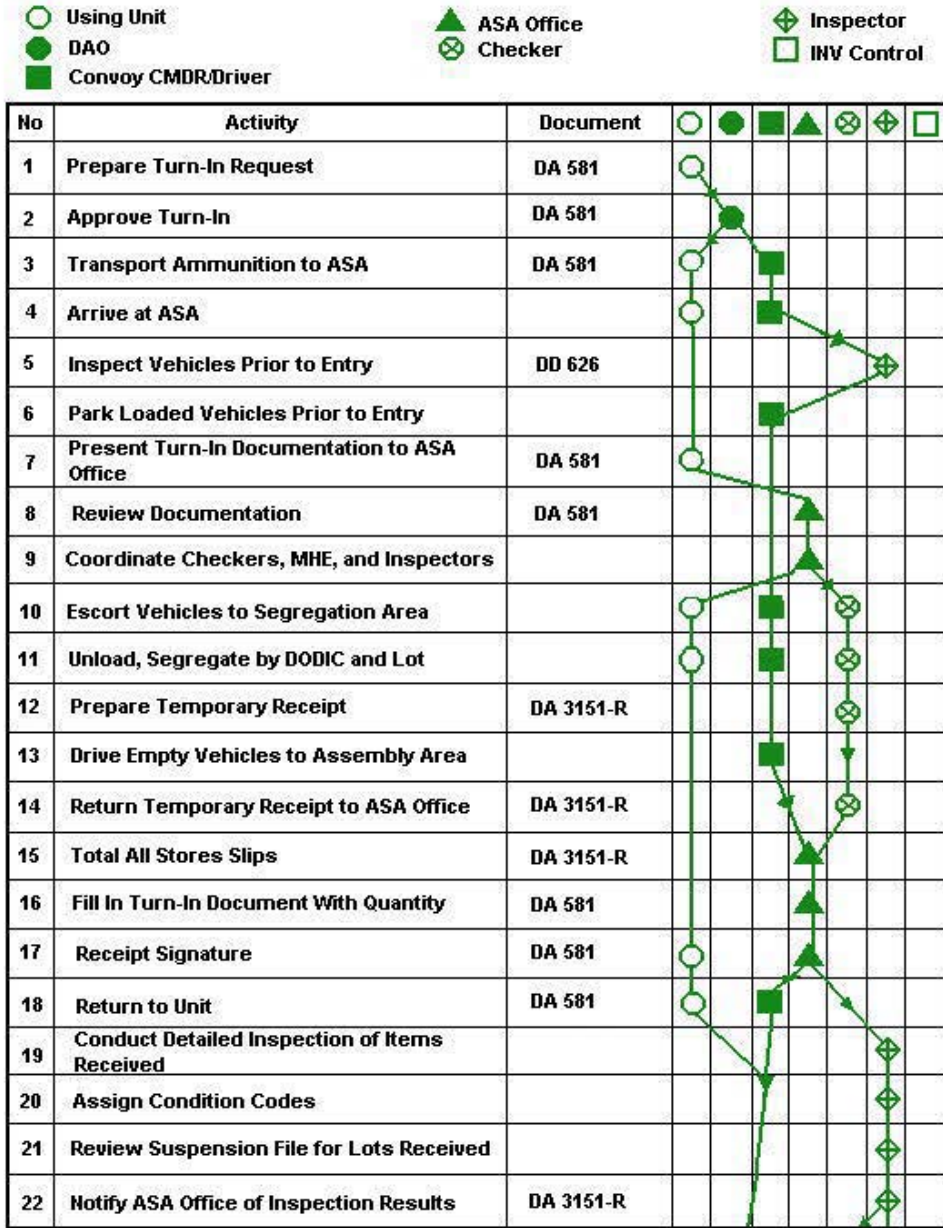 Using Unit
ASA Office
Inspector
DAO
Checker
INV Control
Convoy CMDR/Driver
No Activity Document
1 Prepare Turn-In Request DA 581
2 Approve Turn-In DA 581
3 Transport Ammunition to ASA DA 581
4 Arrive at ASA
5 Inspect Vehicles Prior to Entry DD 626
6 Park Loaded Vehicles Prior to Entry
7 Present Turn-In Documentation to ASA
Office DA 581
8 Review Documentation DA 581
9 Coordinate Checkers, MHE, and Inspectors
10 Escort Vehicles to Segregation Area
11 Unload, Segregate by DODIC and Lot
12 Prepare Temporary Receipt DA 3151-R
13 Drive Empty Vehicles to Assembly Area
14 Return Temporary Receipt to ASA Office DA 3151-R
15 Total All Stores Slips DA 3151-R
16 Fill In Turn-In Document With Quantity DA 581
17 Receipt Signature DA 581
18 Return to Unit DA 581
19 Conduct Detailed Inspection of Items
Received
20 Assign Condition Codes
21 Review Suspension File for Lots Received
22 Notify ASA Office of Inspection Results DA 3151-R